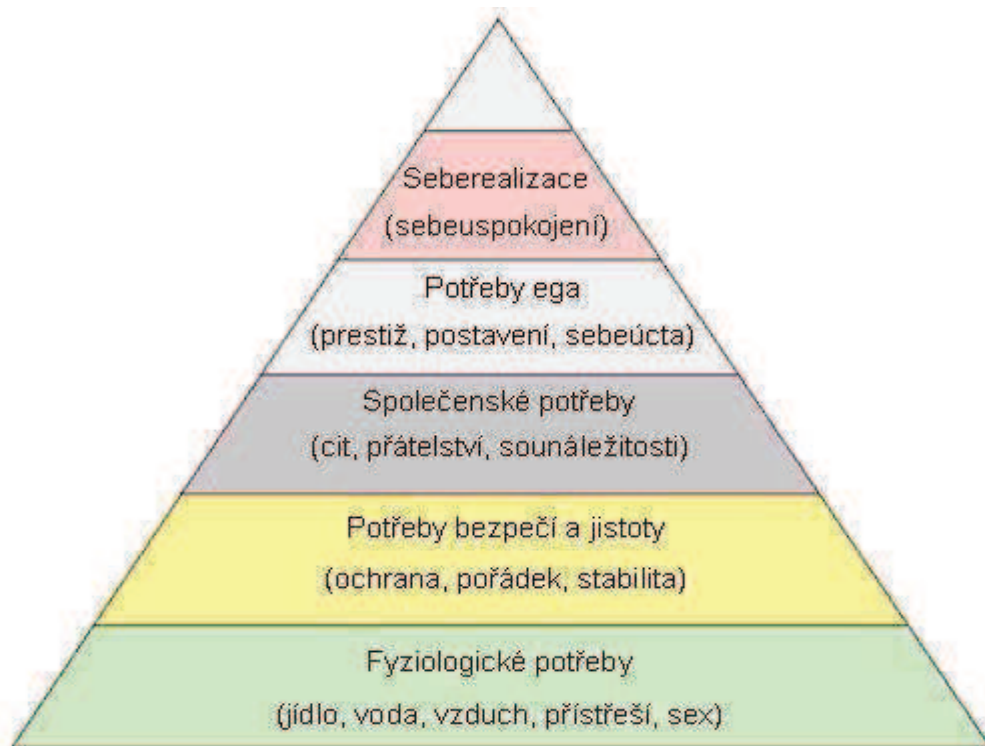 Seberealizace
(sebeuspokojení)
Potřeby ega
(prestiž, postavení, sebeúcta)
Společenské potřeby
(cit, přátelství, sounáležitosti)
Potřeby bezpečí a jistoty
(ochrana, pořádek, stabilita)
Fyziologické potřeby
(jídlo, voda, vzduch, přístřeší, sex)